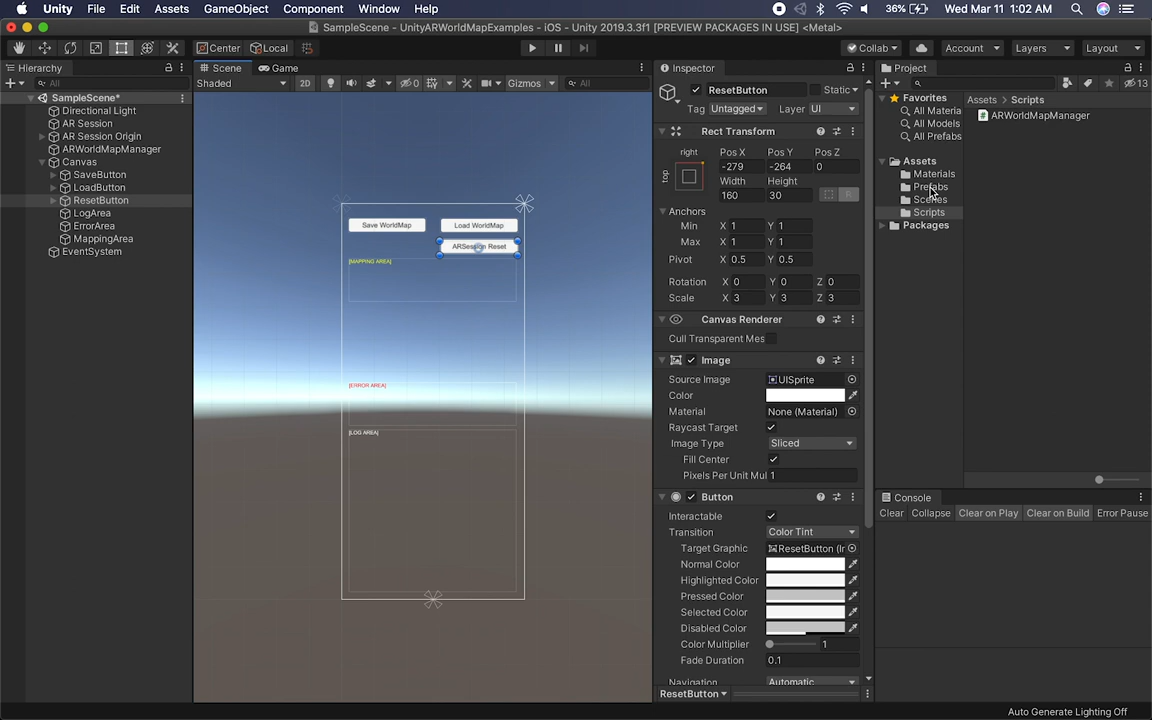 Unity File Edit Assets GameObject Component Window Help 36% Wed Mar 11 1:02 AM
SampleScene - UnityARWorldMapExamples - iOS - Unity 2019.3.3f1 [PREVIEW PACKAGES IN USE] <Metal>
Center Local Collab Account Layers Layout
Hierarchy
All
SampleScene*
Directional Light
AR Session
AR Session Origin
ARWorldMapManager
Canvas
SaveButton
LoadButton
ResetButton
LogArea
ErrorArea
MappingArea
EventSystem
Scene Game
Shaded 2D 0 Gizmos All
Save WorldMap Load WorldMap
ARSession Reset
[MAPPING AREA]
[ERROR AREA]
[LOG AREA]
Inspector
ResetButton Static
Tag Untagged Layer UI
Rect Transform
right Pos X Pos Y Pos Z
top -279 -264 0
Width Height
160 30 R
Anchors
Min X 1 Y 1
Max X 1 Y 1
Pivot X 0.5 Y 0.5
Rotation X 0 Y 0 Z 0
Scale X 3 Y 3 Z 3
Canvas Renderer
Cull Transparent Mes
Image
Source Image UISprite
Color
Material None (Material)
Raycast Target
Image Type Sliced
Fill Center
Pixels Per Unit Mul 1
Button
Interactable
Transition Color Tint
Target Graphic ResetButton (Ir
Normal Color
Highlighted Color
Pressed Color
Selected Color
Disabled Color
Color Multiplier 1
Fade Duration 0.1
Navigation Automatic
ResetButton
Project
13
Favorites
All Materia
All Models
All Prefabs
Assets
Materials
Prefabs
Scenes
Scripts
Packages
Assets > Scripts
ARWorldMapManager
Console
Clear Collapse Clear on Play Clear on Build Error Pause
Auto Generate Lighting Off